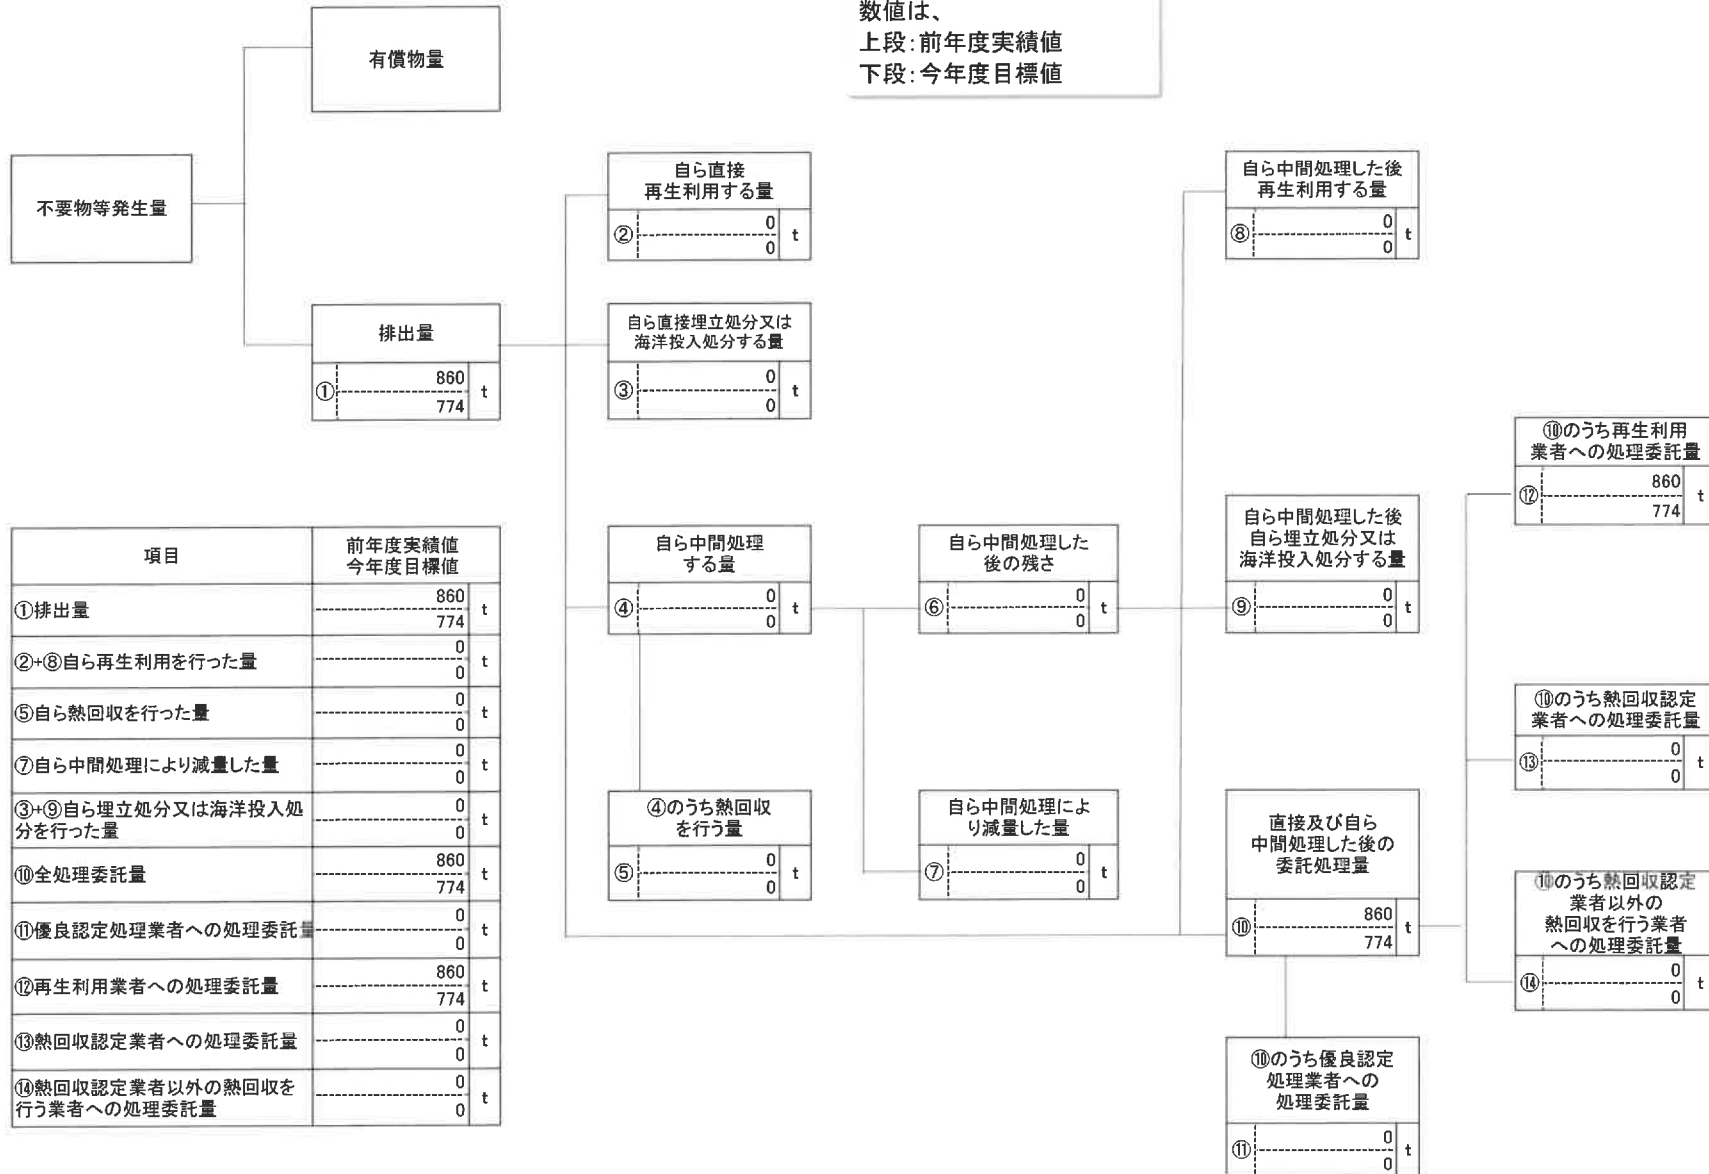 数値は、
上段:前年度実績値
下段:今年度目標値
有償物量
不要物等発生量
排出量
① 860
774 t
自ら直接
再生利用する量
② 0
0 t
自ら直接埋立処分又は
海洋投入処分する量
③ 0
0 t
自ら中間処理した後
再生利用する量
⑧ 0
0 t
自ら中間処理
する量
④ 0
0 t
自ら中間処理した
後の残さ
⑥ 0
0 t
自ら中間処理した後
自ら埋立処分又は
海洋投入処分する量
⑨ 0
0 t
④のうち熱回収
を行う量
⑤ 0
0 t
自ら中間処理によ
り減量した量
⑦ 0
0 t
直接及び自ら
中間処理した後の
委託処理量
⑩ 860
774 t
⑩のうち優良認定
処理業者への
処理委託量
⑪ 0
0 t
⑩のうち再生利用
業者への処理委託量
⑫ 860
774 t
⑩のうち熱回収認定
業者への処理委託量
⑬ 0
0 t
⑩のうち熱回収認定
業者以外の
熱回収を行う業者
への処理委託量
⑭ 0
0 t
項目 前年度実績値
今年度目標値
①排出量 860
774 t
②+⑧自ら再生利用を行った量 0
0 t
⑤自ら熱回収を行った量 0
0 t
⑦自ら中間処理により減量した量 0
0 t
③+⑨自ら埋立処分又は海洋投入処
分を行った量 0
0 t
⑩全処理委託量 860
774 t
⑪優良認定処理業者への処理委託量 0
0 t
⑫再生利用業者への処理委託量 860
774 t
⑬熱回収認定業者への処理委託量 0
0 t
⑭熱回収認定業者以外の熱回収を
行う業者への処理委託量 0
0 t